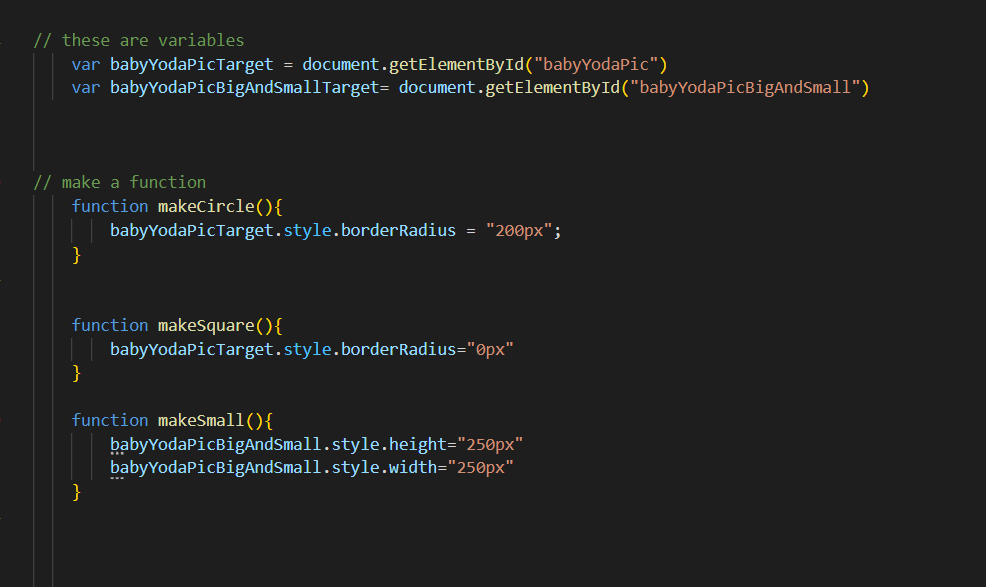 // these are variables
var babyYodaPicTarget = document.getElementById("babyYodaPic")
var babyYodaPicBigAndSmallTarget= document.getElementById("babyYodaPicBigAndSmall")
// make a function
function makeCircle(){
babyYodaPicTarget.style.borderRadius = "200px";
}
function makeSquare(){
babyYodaPicTarget.style.borderRadius="0px"
}
function makeSmall(){
babyYodaPicBigAndSmall.style.height="250px"
babyYodaPicBigAndSmall.style.width="250px"
}